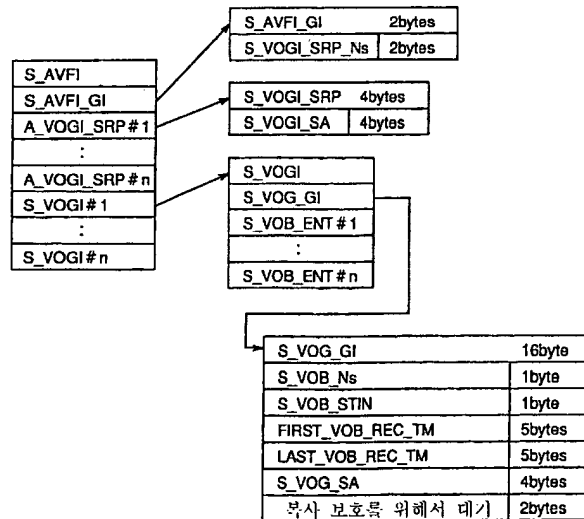 S_AVFI_GI 2bytes
S_VOGI_SRP_Ns 2bytes
S_AVFI
S_AVFI_GI
A_VOGI_SRP#1
:
A_VOGI_SRP#n
S_VOGI#1
:
S_VOGI#n
S_VOGI_SRP 4bytes
S_VOGI_SA 4bytes
S_VOGI
S_VOG_GI
S_VOB_ENT#1
:
S_VOB_ENT#n
S_VOG_GI 16byte
S_VOB_Ns 1byte
S_VOB_STIN 1byte
FIRST_VOB_REC_TM 5bytes
LAST_VOB_REC_TM 5bytes
S_VOG_SA 4bytes
복사 보호를 위해서 대기 2bytes